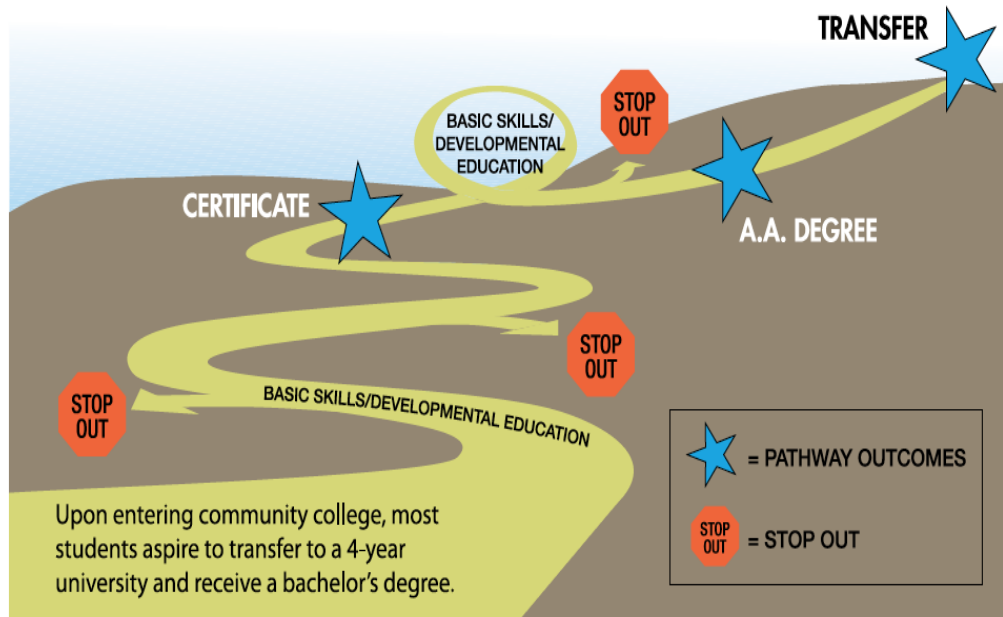 TRANSFER
STOP
OUT
BASIC SKILLS/
DEVELOPMENTAL
EDUCATION
CERTIFICATE
A.A. DEGREE
STOP
OUT
STOP
OUT
BASIC SKILLS/DEVELOPMENTAL EDUCATION
Upon entering community college, most
students aspire to transfer to a 4-year
university and receive a bachelor's degree.
= PATHWAY OUTCOMES
STOP
OUT
= STOP OUT